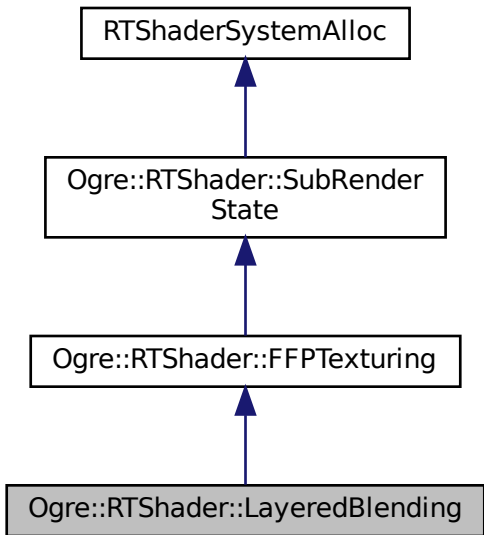 RTShaderSystemAlloc
Ogre::RTShader::SubRender
State
Ogre::RTShader::FFPTexturing
Ogre::RTShader::LayeredBlending